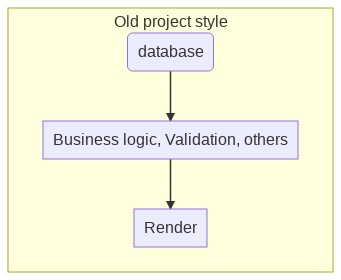 Old project style
database
Business logic, Validation, others
Render